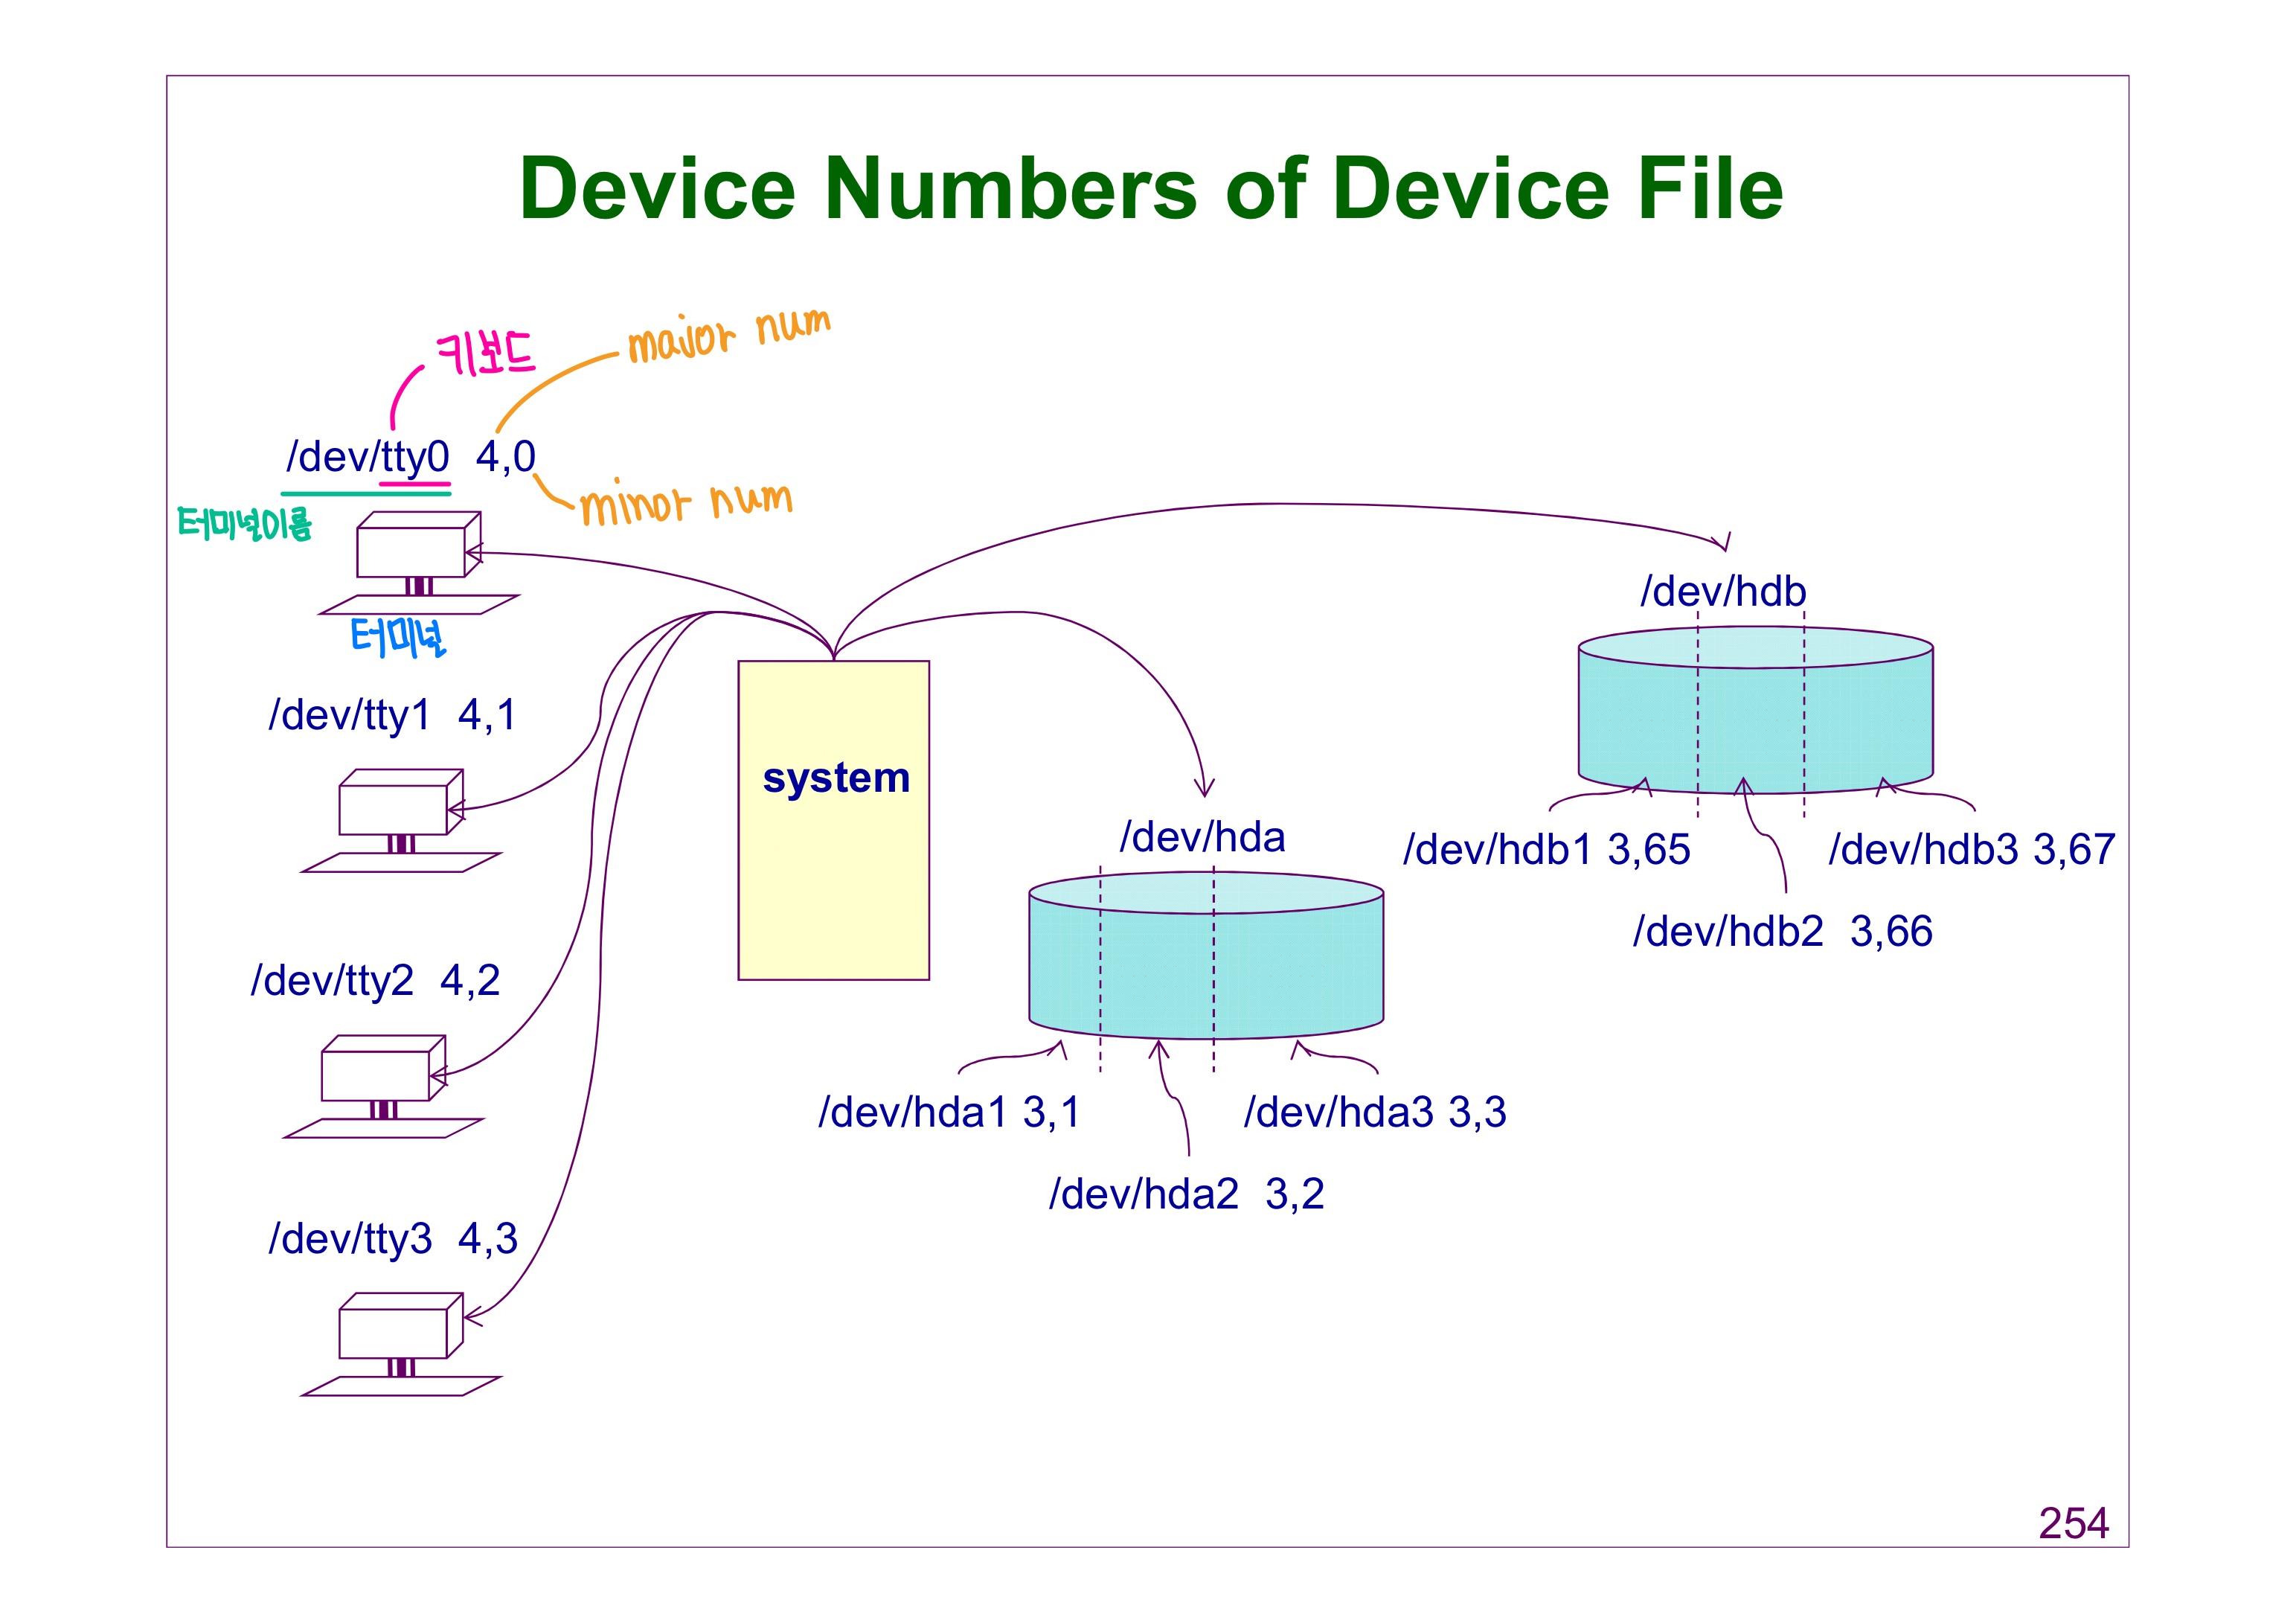 Device Numbers of Device File
키보드
major num
/dev/tty0 4,0
minor num
터미널이름
터미널
/dev/tty1 4,1
/dev/tty2 4,2
/dev/tty3 4,3
system
/dev/hda
/dev/hda1 3,1
/dev/hda3 3,3
/dev/hda2 3,2
/dev/hdb
/dev/hdb1 3,65
/dev/hdb3 3,67
/dev/hdb2 3,66
254